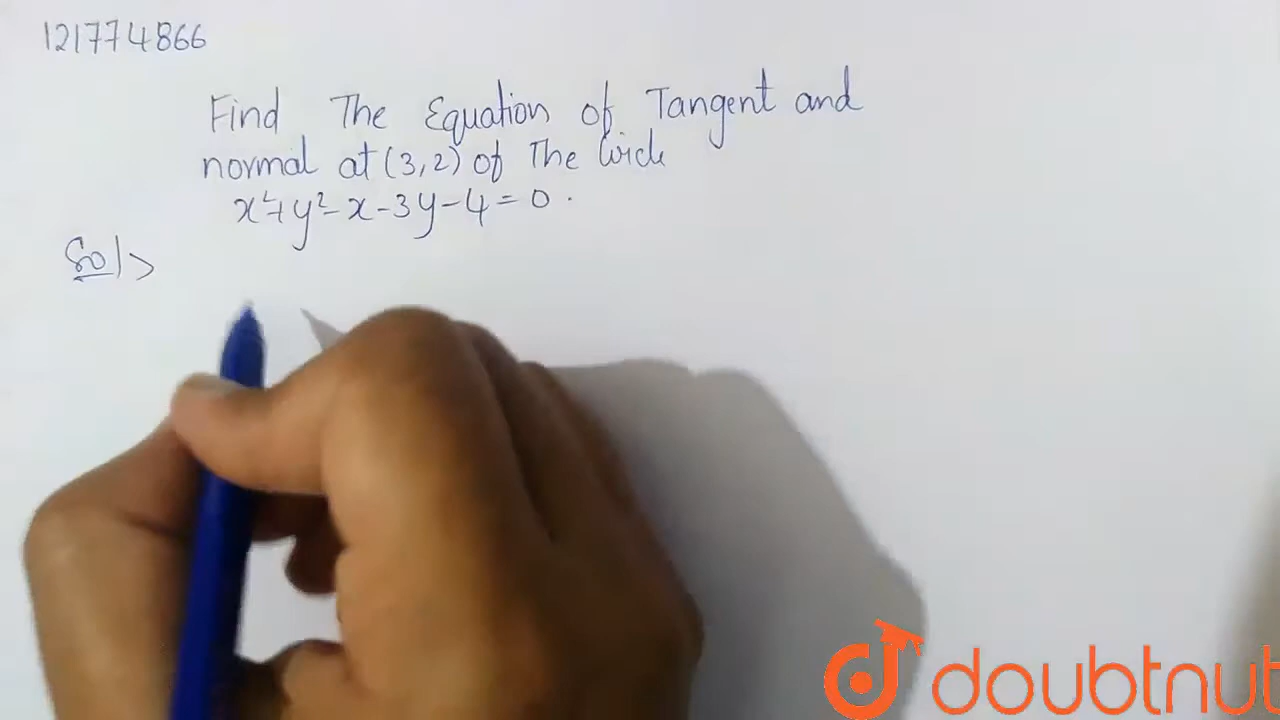 121774866
Find The Equation of Tangent and
normal at (3,2) of The Circle
x²+y²-x-3y-4=0.
Sol>
doubtnut